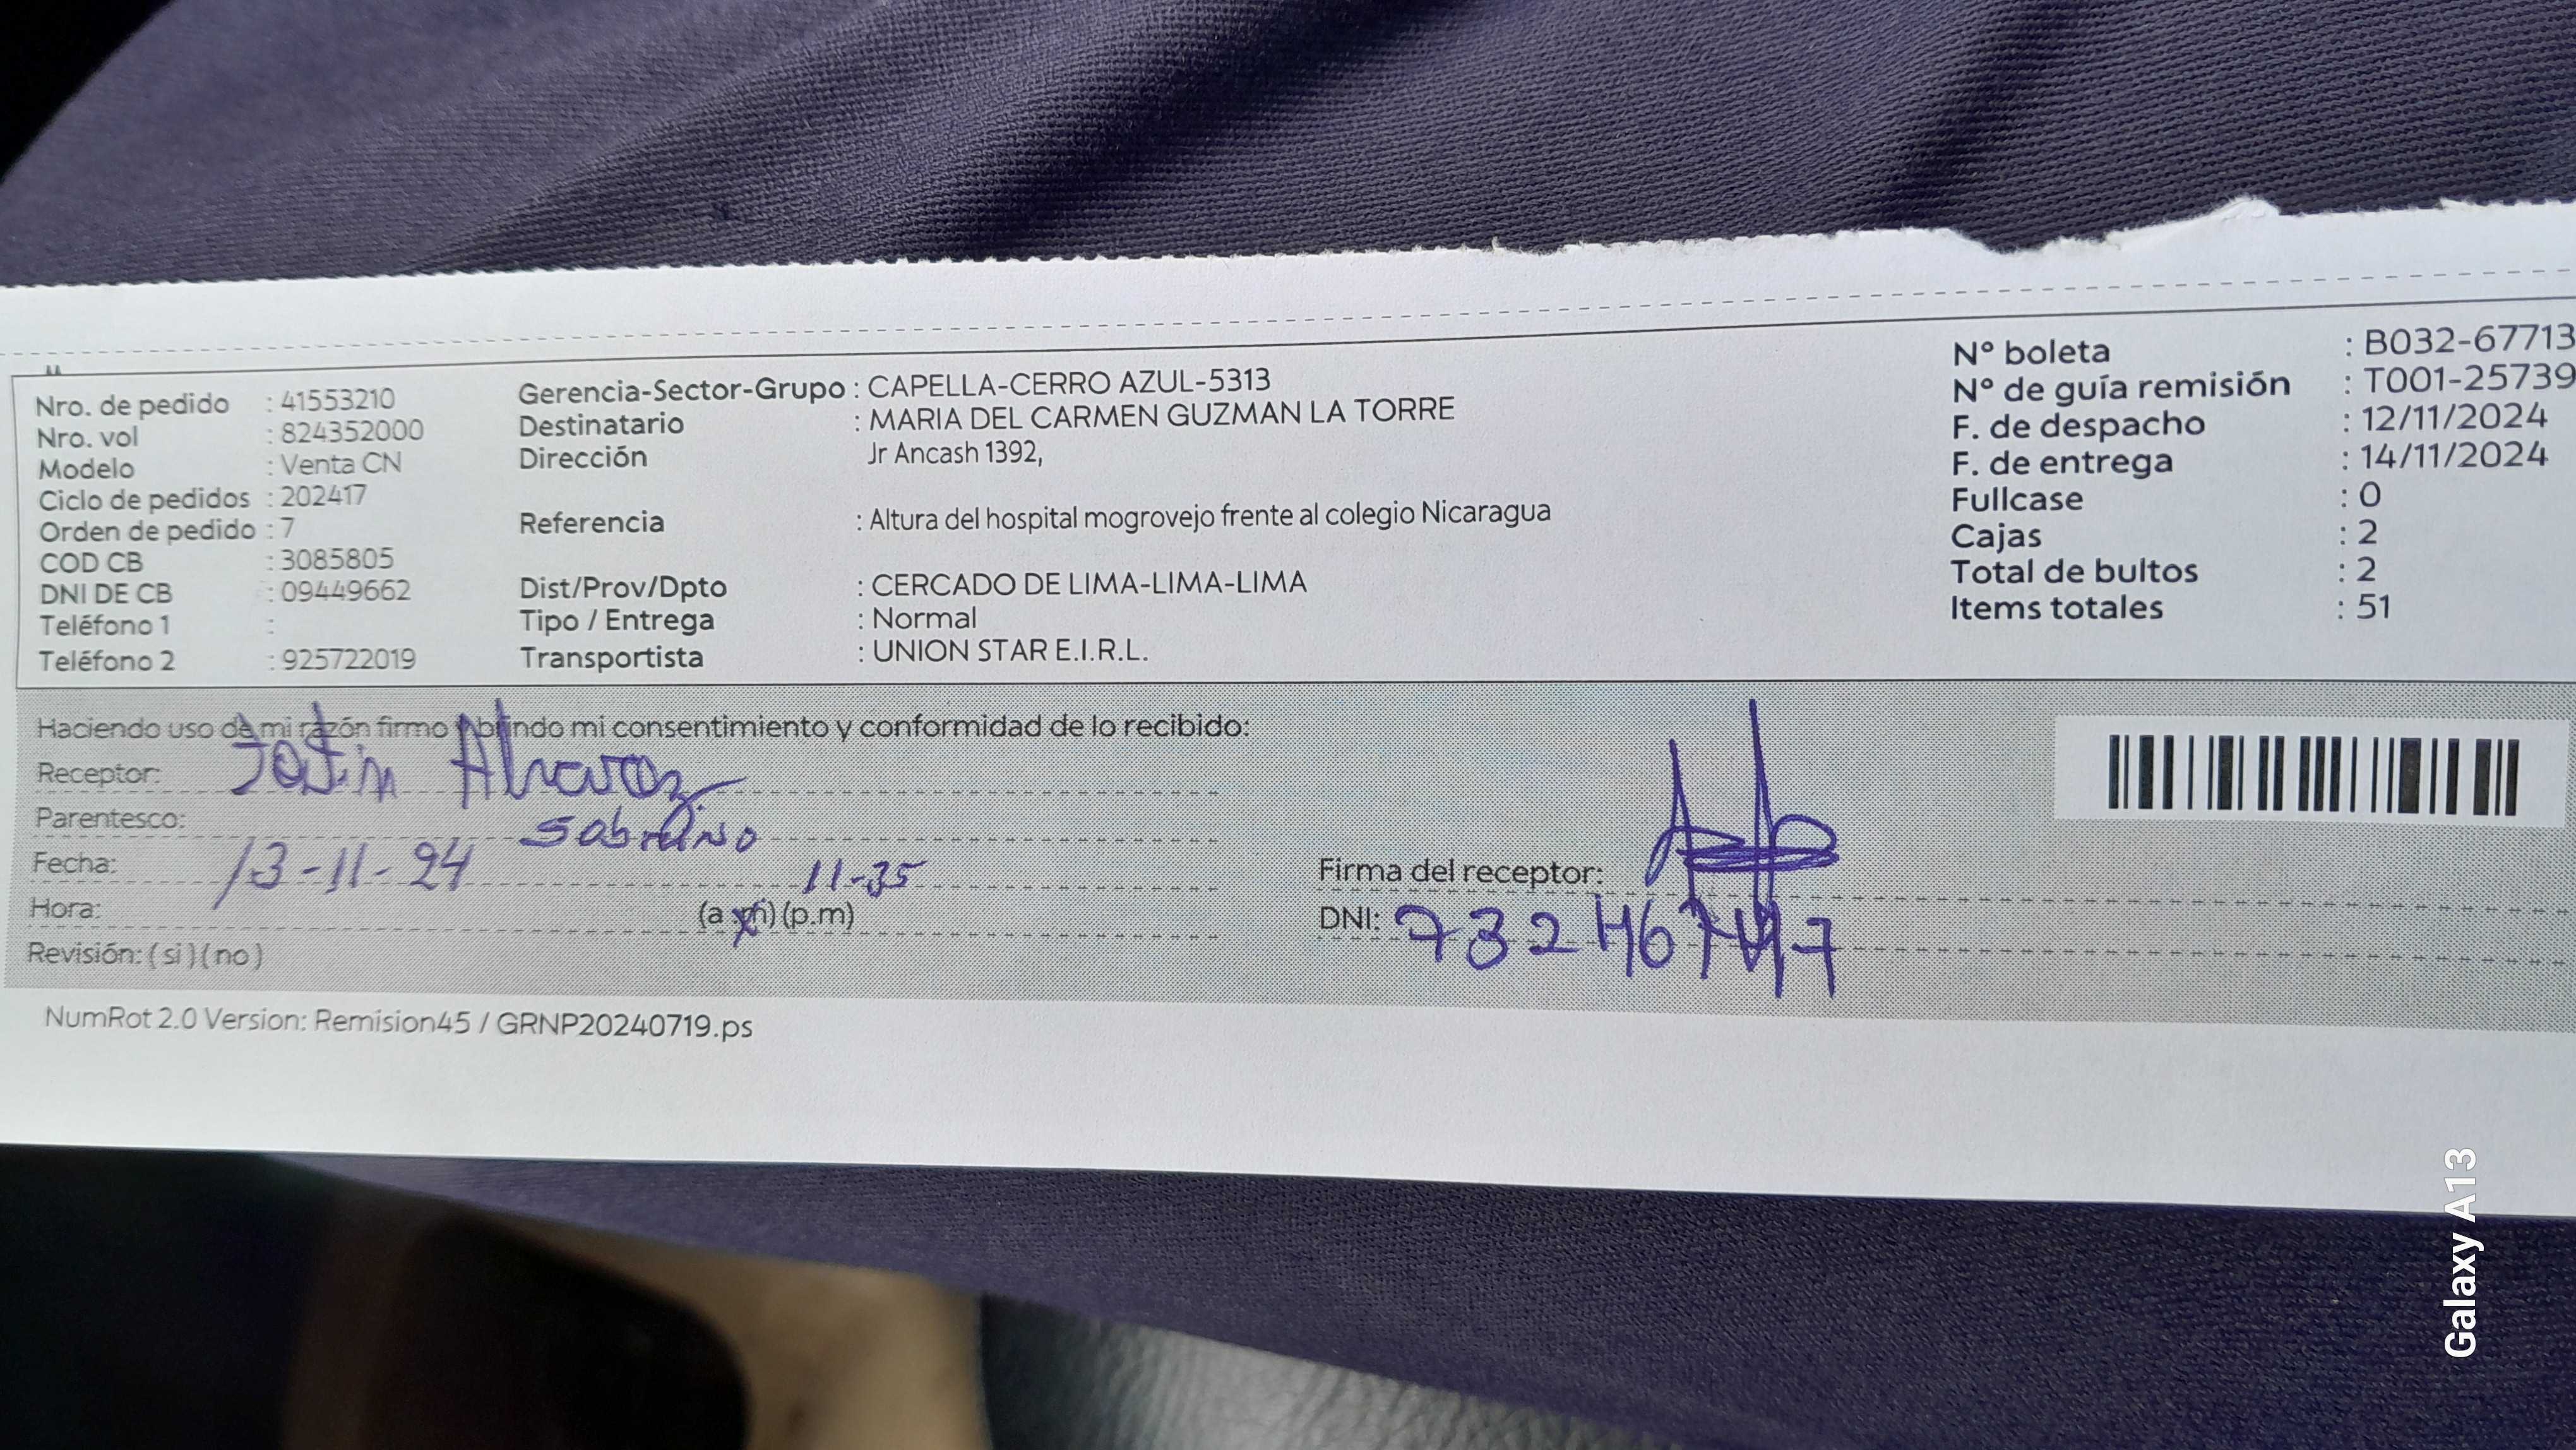 Nro. de pedido : 41553210
Nro. vol : 824352000
Modelo : Venta CN
Ciclo de pedidos : 202417
Orden de pedido : 7
COD CB : 3085805
DNI DE CB : 09449662
Teléfono 1 :
Teléfono 2 : 925722019
Gerencia-Sector-Grupo : CAPELLA-CERRO AZUL-5313
Destinatario : MARIA DEL CARMEN GUZMAN LA TORRE
Dirección Jr Ancash 1392,
Referencia : Altura del hospital mogrovejo frente al colegio Nicaragua
Dist/Prov/Dpto : CERCADO DE LIMA-LIMA-LIMA
Tipo / Entrega : Normal
Transportista : UNION STAR E.I.R.L.
N° boleta : B032-67713
N° de guía remisión : T001-25739
F. de despacho : 12/11/2024
F. de entrega : 14/11/2024
Fullcase : 0
Cajas : 2
Total de bultos : 2
Items totales : 51
Haciendo uso de mi razón firmo brindo mi consentimiento y conformidad de lo recibido:
Receptor:
Parentesco: sobrino
Fecha: 13-11-24
11-35
Hora: (a.m) (p.m)
Revisión: (si) (no)
Firma del receptor:
DNI:
NumRot 2.0 Version: Remision45 / GRNP20240719.ps
Galaxy A13